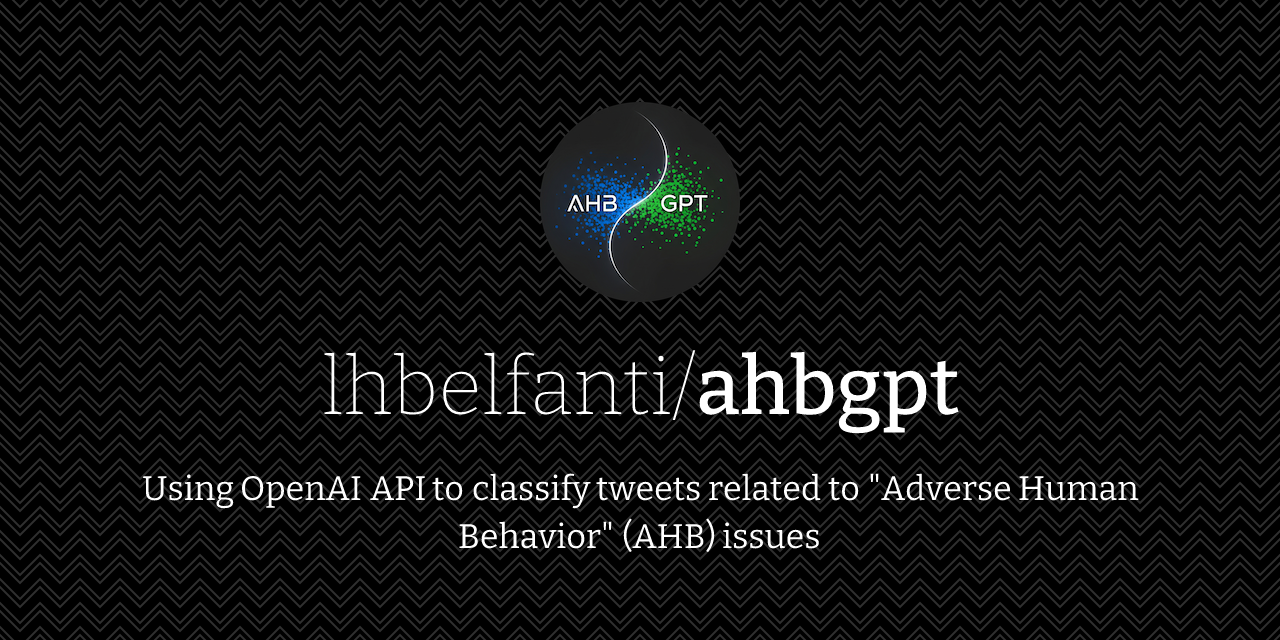 AHB GPT
lhbelfanti/ahbgpt
Using OpenAI API to classify tweets related to "Adverse Human
Behavior" (AHB) issues